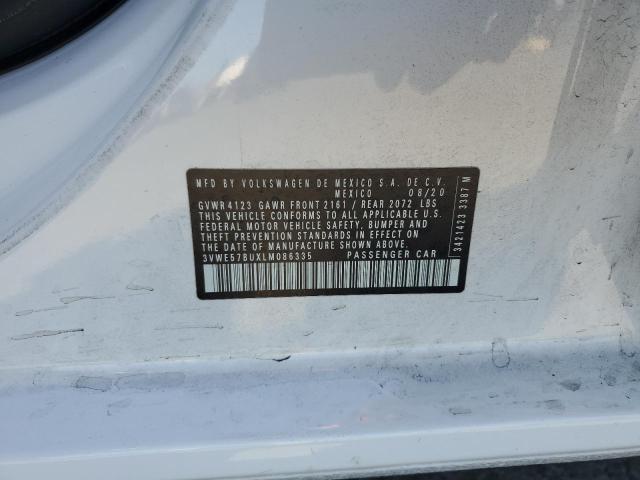 MFD BY VOLKSWAGEN DE MEXICO S.A. DE C.V.
MEXICO 08/20
GVWR4123 GAWR FRONT 2161 / REAR 2072 LBS
THIS VEHICLE CONFORMS TO ALL APPLICABLE U.S.
FEDERAL MOTOR VEHICLE SAFETY, BUMPER AND
THEFT PREVENTION STANDARDS IN EFFECT ON
THE DATE OF MANUFACTURE SHOWN ABOVE.
3VWE57BUXLM086335 PASSENGER CAR
3421423 3387 M